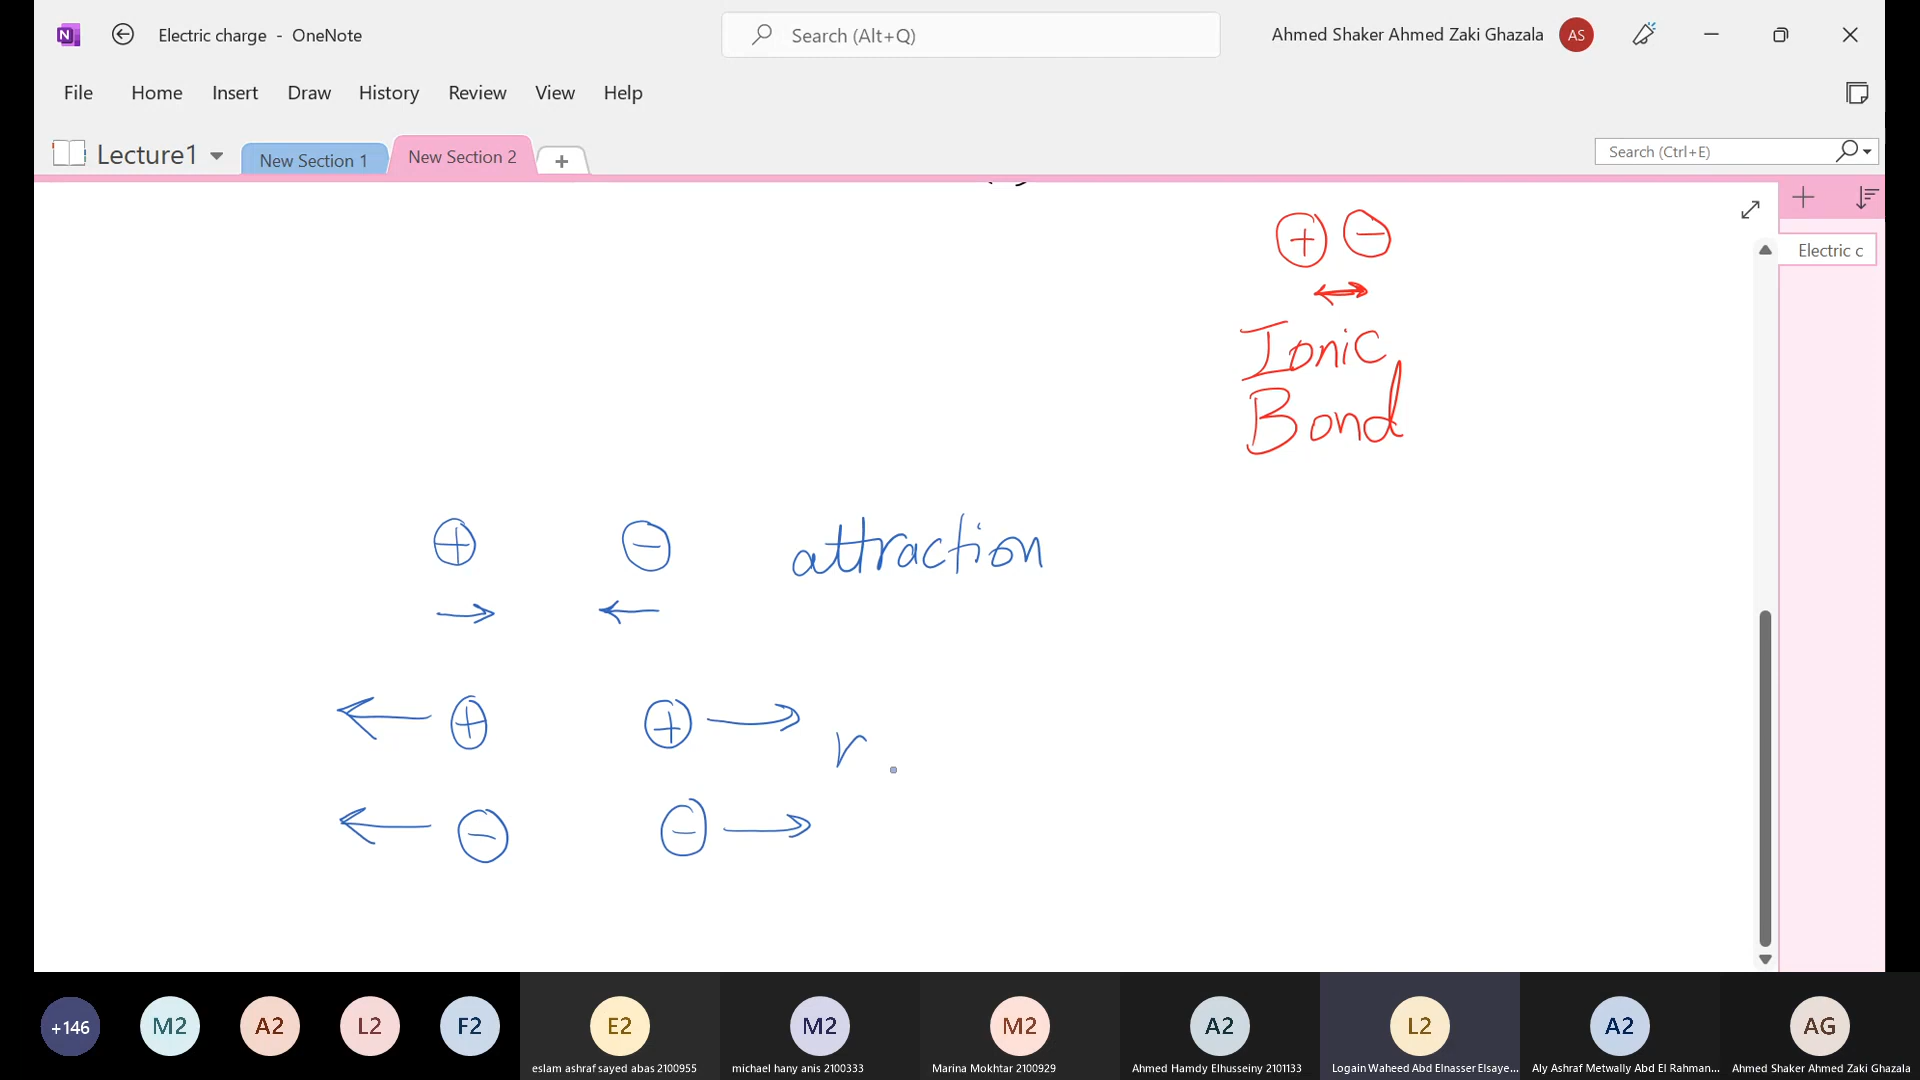 Electric charge - OneNote
Search (Alt+Q)
Ahmed Shaker Ahmed Zaki Ghazala
AS
File Home Insert Draw History Review View Help
Lecture1
New Section 1
New Section 2
Search (Ctrl+E)
Electric c
+ −
Ionic
Bond
+ − attraction
+ +
r
− −
+146
M2
A2
L2
F2
E2
M2
M2
A2
L2
A2
AG
eslam ashraf sayed abas 2100955
michael hany anis 2100333
Marina Mokhtar 2100929
Ahmed Hamdy Elhusseiny 2101133
Logain Waheed Abd Elnasser Elsaye...
Aly Ashraf Metwally Abd El Rahman...
Ahmed Shaker Ahmed Zaki Ghazala